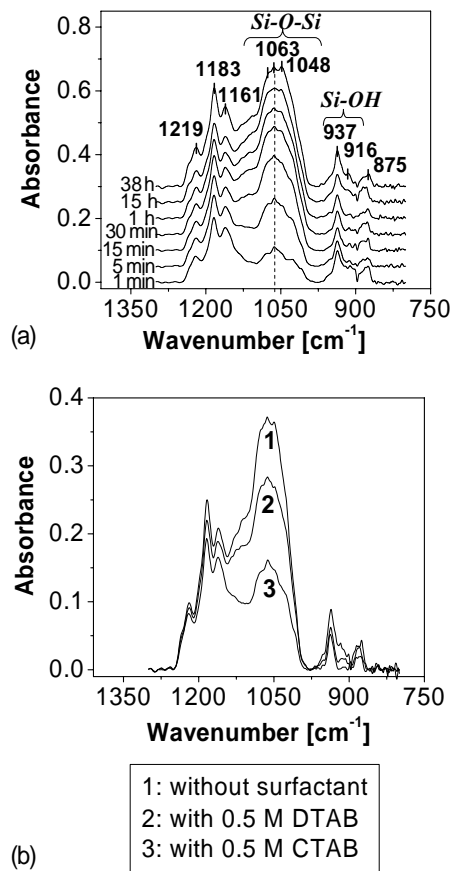 Si-O-Si
1063
1048
1183
1161
1219
Si-OH
937
916
875
0.8
0.6
0.4
0.2
0.0
Absorbance
38 h
15 h
1 h
30 min
15 min
5 min
1 min
1350 1200 1050 900 750
Wavenumber [cm-1]
(a)
0.4
0.3
0.2
0.1
0.0
Absorbance
1
2
3
1350 1200 1050 900 750
Wavenumber [cm-1]
1: without surfactant
2: with 0.5 M DTAB
3: with 0.5 M CTAB
(b)